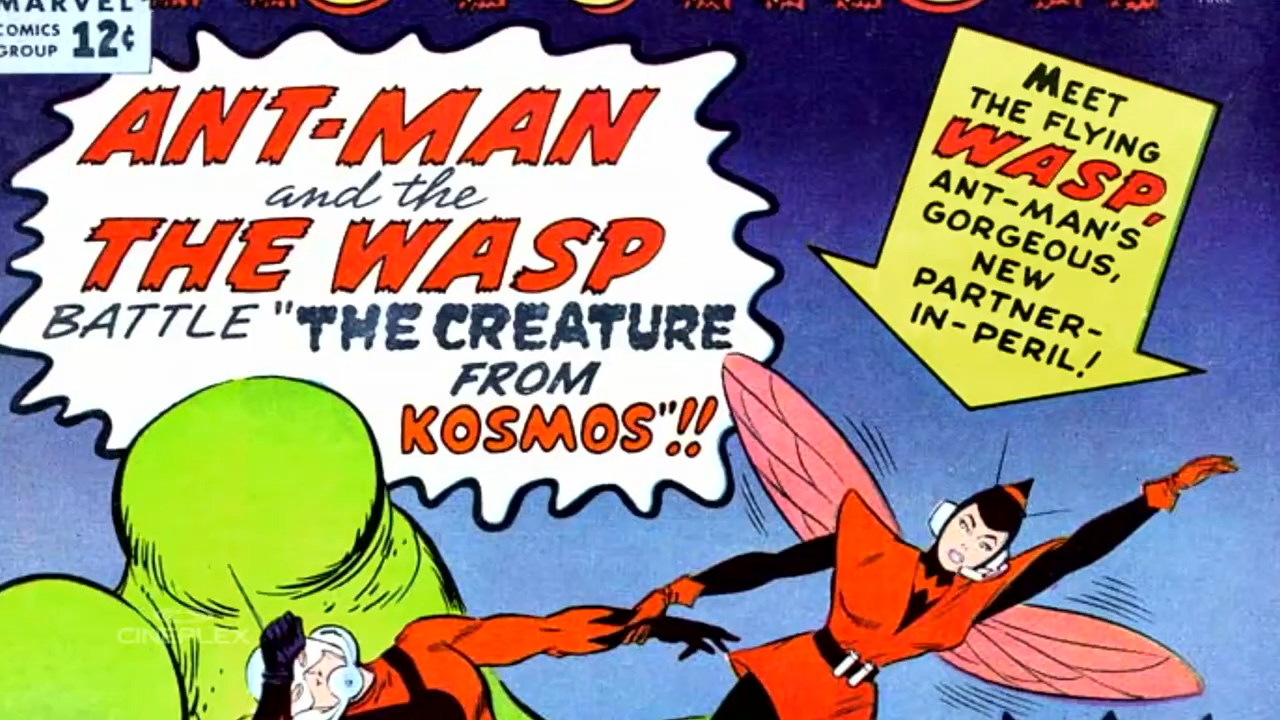 MARVEL
COMICS
GROUP 12¢
ANT-MAN
and the
THE WASP
BATTLE "THE CREATURE
FROM
KOSMOS"!!
MEET
THE FLYING
WASP,
ANT-MAN'S
GORGEOUS,
NEW
PARTNER-
IN-PERIL!
CINEPLEX